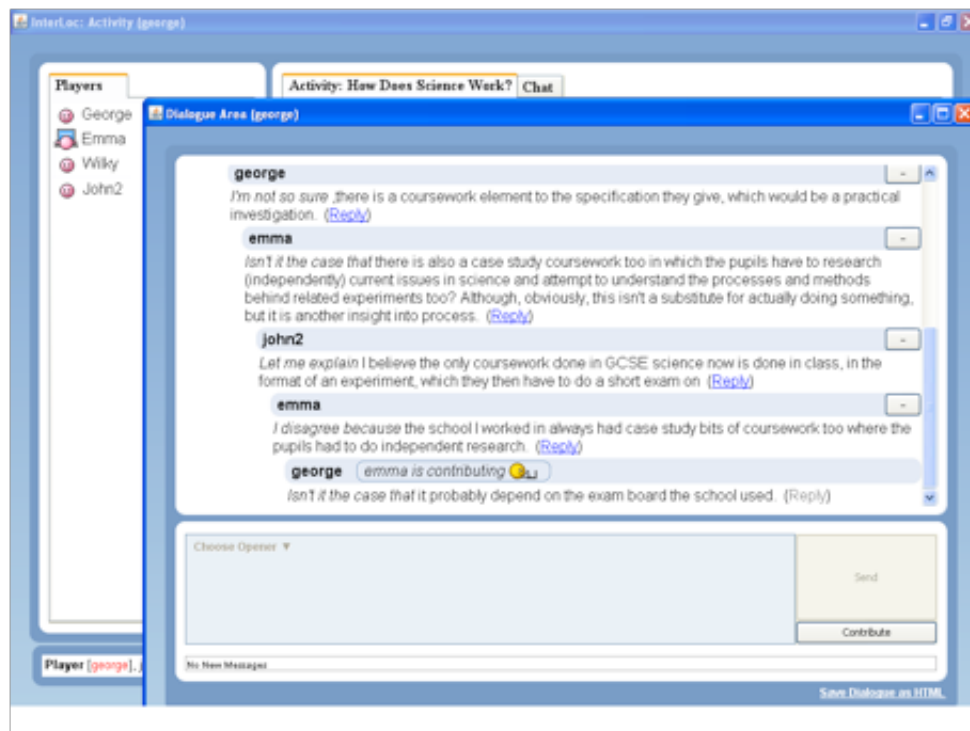 InterLoc: Activity (george)
Players
Activity: How Does Science Work?
Chat
George
Emma
Wilky
John2
Dialogue Area (george)
george
I'm not so sure ,there is a coursework element to the specification they give, which would be a practical
investigation. (Reply)
emma
Isn't it the case that there is also a case study coursework too in which the pupils have to research
(independently) current issues in science and attempt to understand the processes and methods
behind related experiments too? Although, obviously, this isn't a substitute for actually doing something,
but it is another insight into process. (Reply)
john2
Let me explain I believe the only coursework done in GCSE science now is done in class, in the
format of an experiment, which they then have to do a short exam on (Reply)
emma
I disagree because the school I worked in always had case study bits of coursework too where the
pupils had to do independent research. (Reply)
george emma is contributing
Isn't it the case that it probably depend on the exam board the school used. (Reply)
Choose Opener ▼
Send
Contribute
Player [george], j
No New Messages
Save Dialogue as HTML